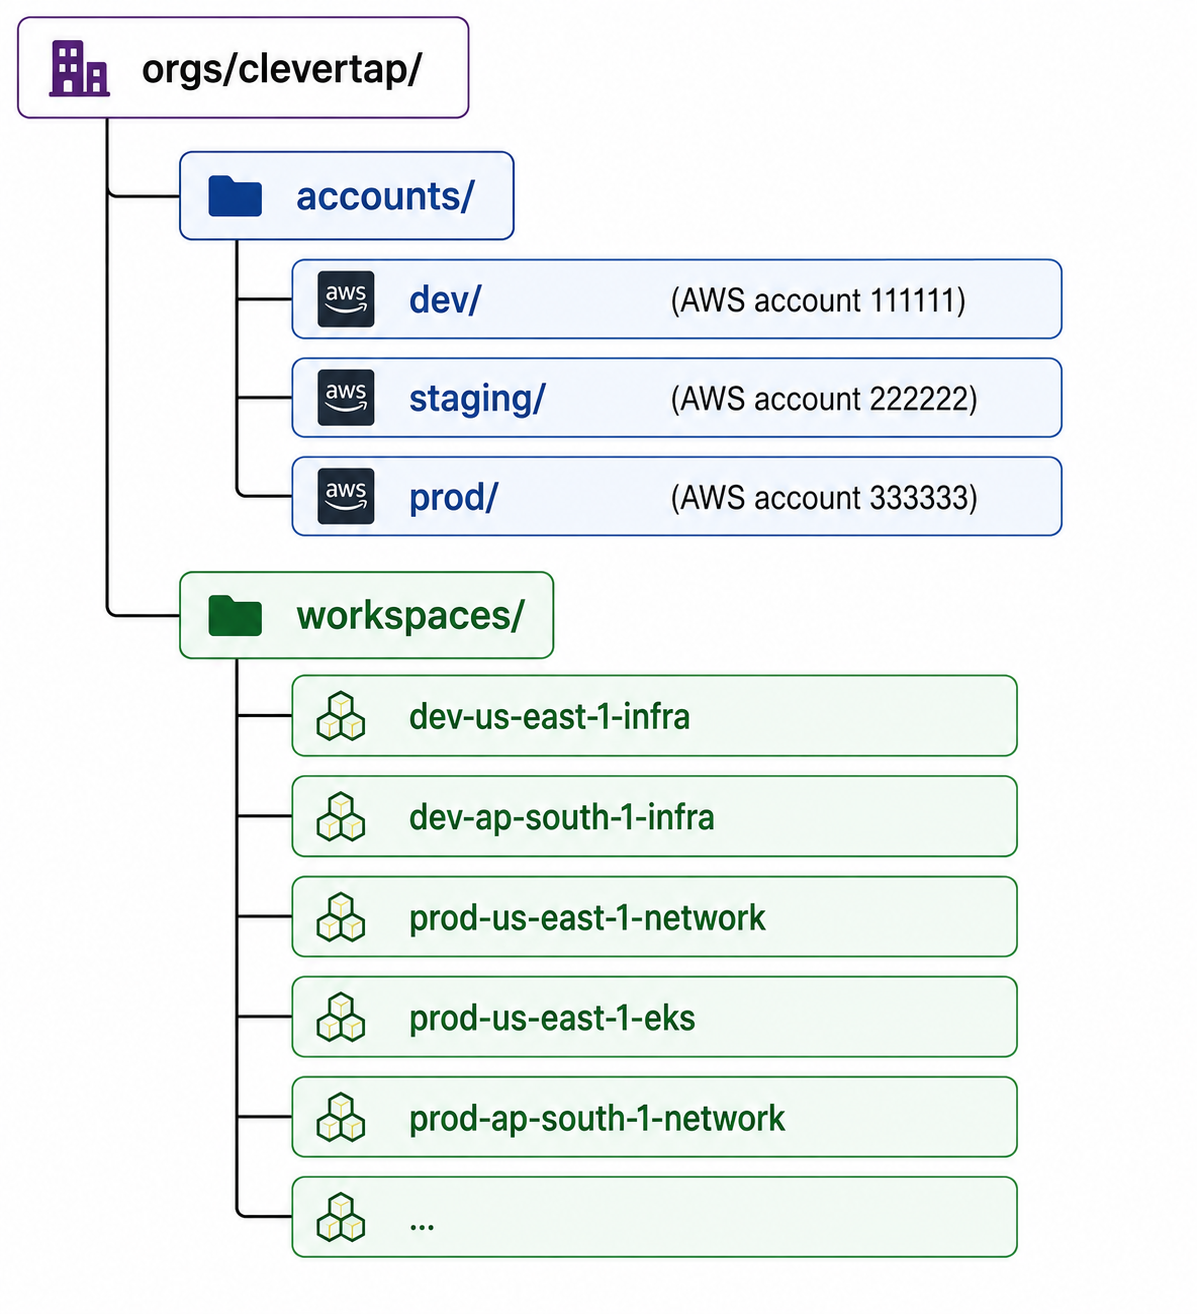 orgs/clevertap/
accounts/
aws dev/ (AWS account 111111)
aws staging/ (AWS account 222222)
aws prod/ (AWS account 333333)
workspaces/
dev-us-east-1-infra
dev-ap-south-1-infra
prod-us-east-1-network
prod-us-east-1-eks
prod-ap-south-1-network
...